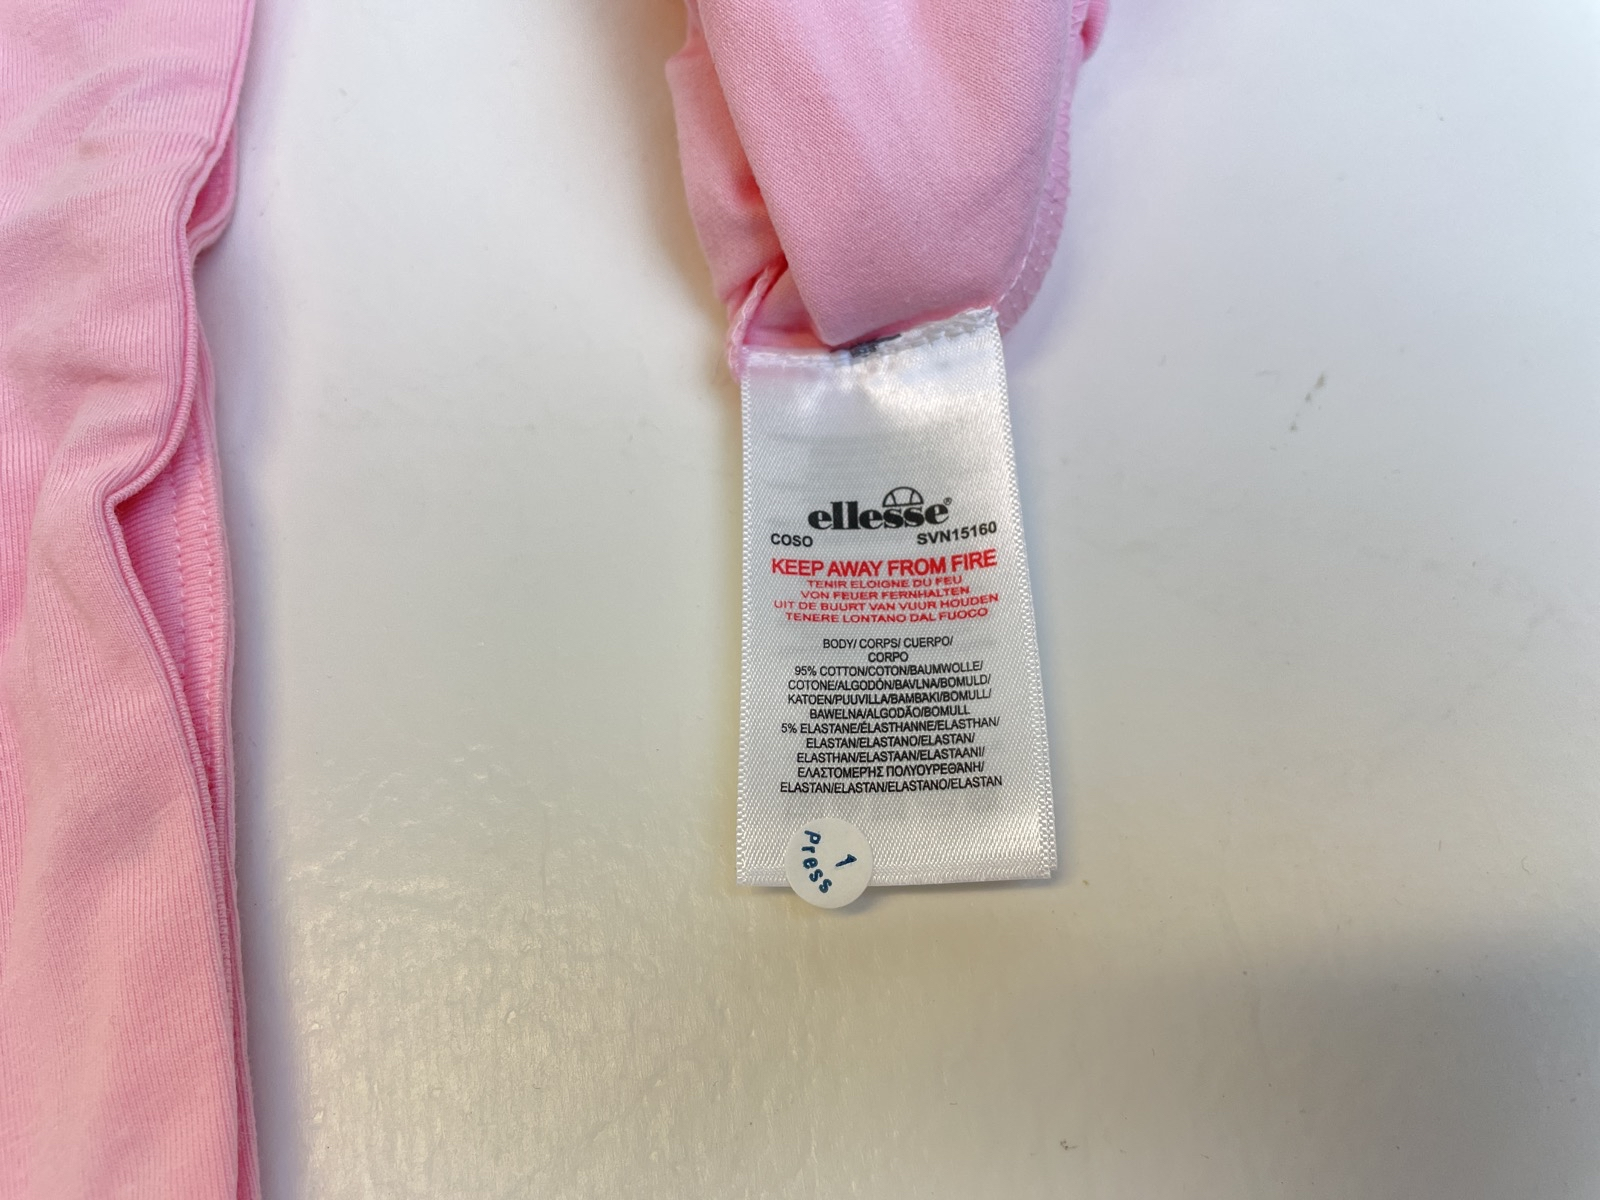 ellesse®
COSO SVN15160
KEEP AWAY FROM FIRE
TENIR ELOIGNE DU FEU
VON FEUER FERNHALTEN
UIT DE BUURT VAN VUUR HOUDEN
TENERE LONTANO DAL FUOCO
BODY/ CORPS/ CUERPO/
CORPO
95% COTTON/COTON/BAUMWOLLE/
COTONE/ALGODÓN/BAVLNA/BOMULD/
KATOEN/PUUVILLA/BAMBAKI/BOMULL/
BAWELNA/ALGODÃO/BOMULL
5% ELASTANE/ÉLASTHANNE/ELASTHAN/
ELASTAN/ELASTANO/ELASTAN/
ELASTHAN/ELASTAAN/ELASTAANI/
ΕΛΑΣΤΟΜΕΡΗΣ ΠΟΛΥΟΥΡΕΘΑΝΗ/
ELASTAN/ELASTAN/ELASTANO/ELASTAN
1
Press